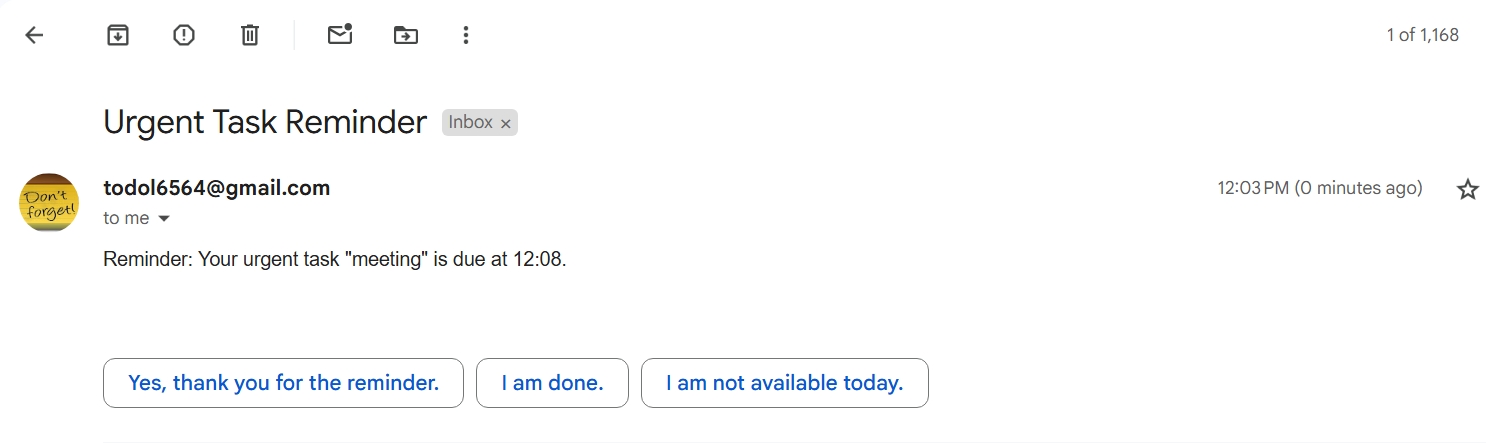 1 of 1,168
Urgent Task Reminder Inbox ×
Don't
forget!
todol6564@gmail.com 12:03 PM (0 minutes ago)
to me
Reminder: Your urgent task "meeting" is due at 12:08.
Yes, thank you for the reminder. I am done. I am not available today.